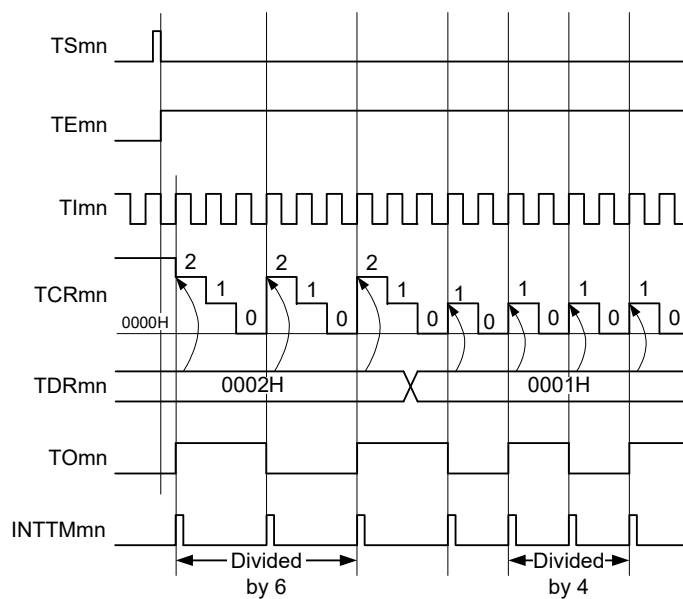 TSmn
TEmn
TImn
TCRmn
2
1
0
2
1
0
2
1
0
1
0
1
0
1
0
1
0
0000H
TDRmn
0002H
0001H
TOmn
INTTMmn
Divided
by 6
Divided
by 4